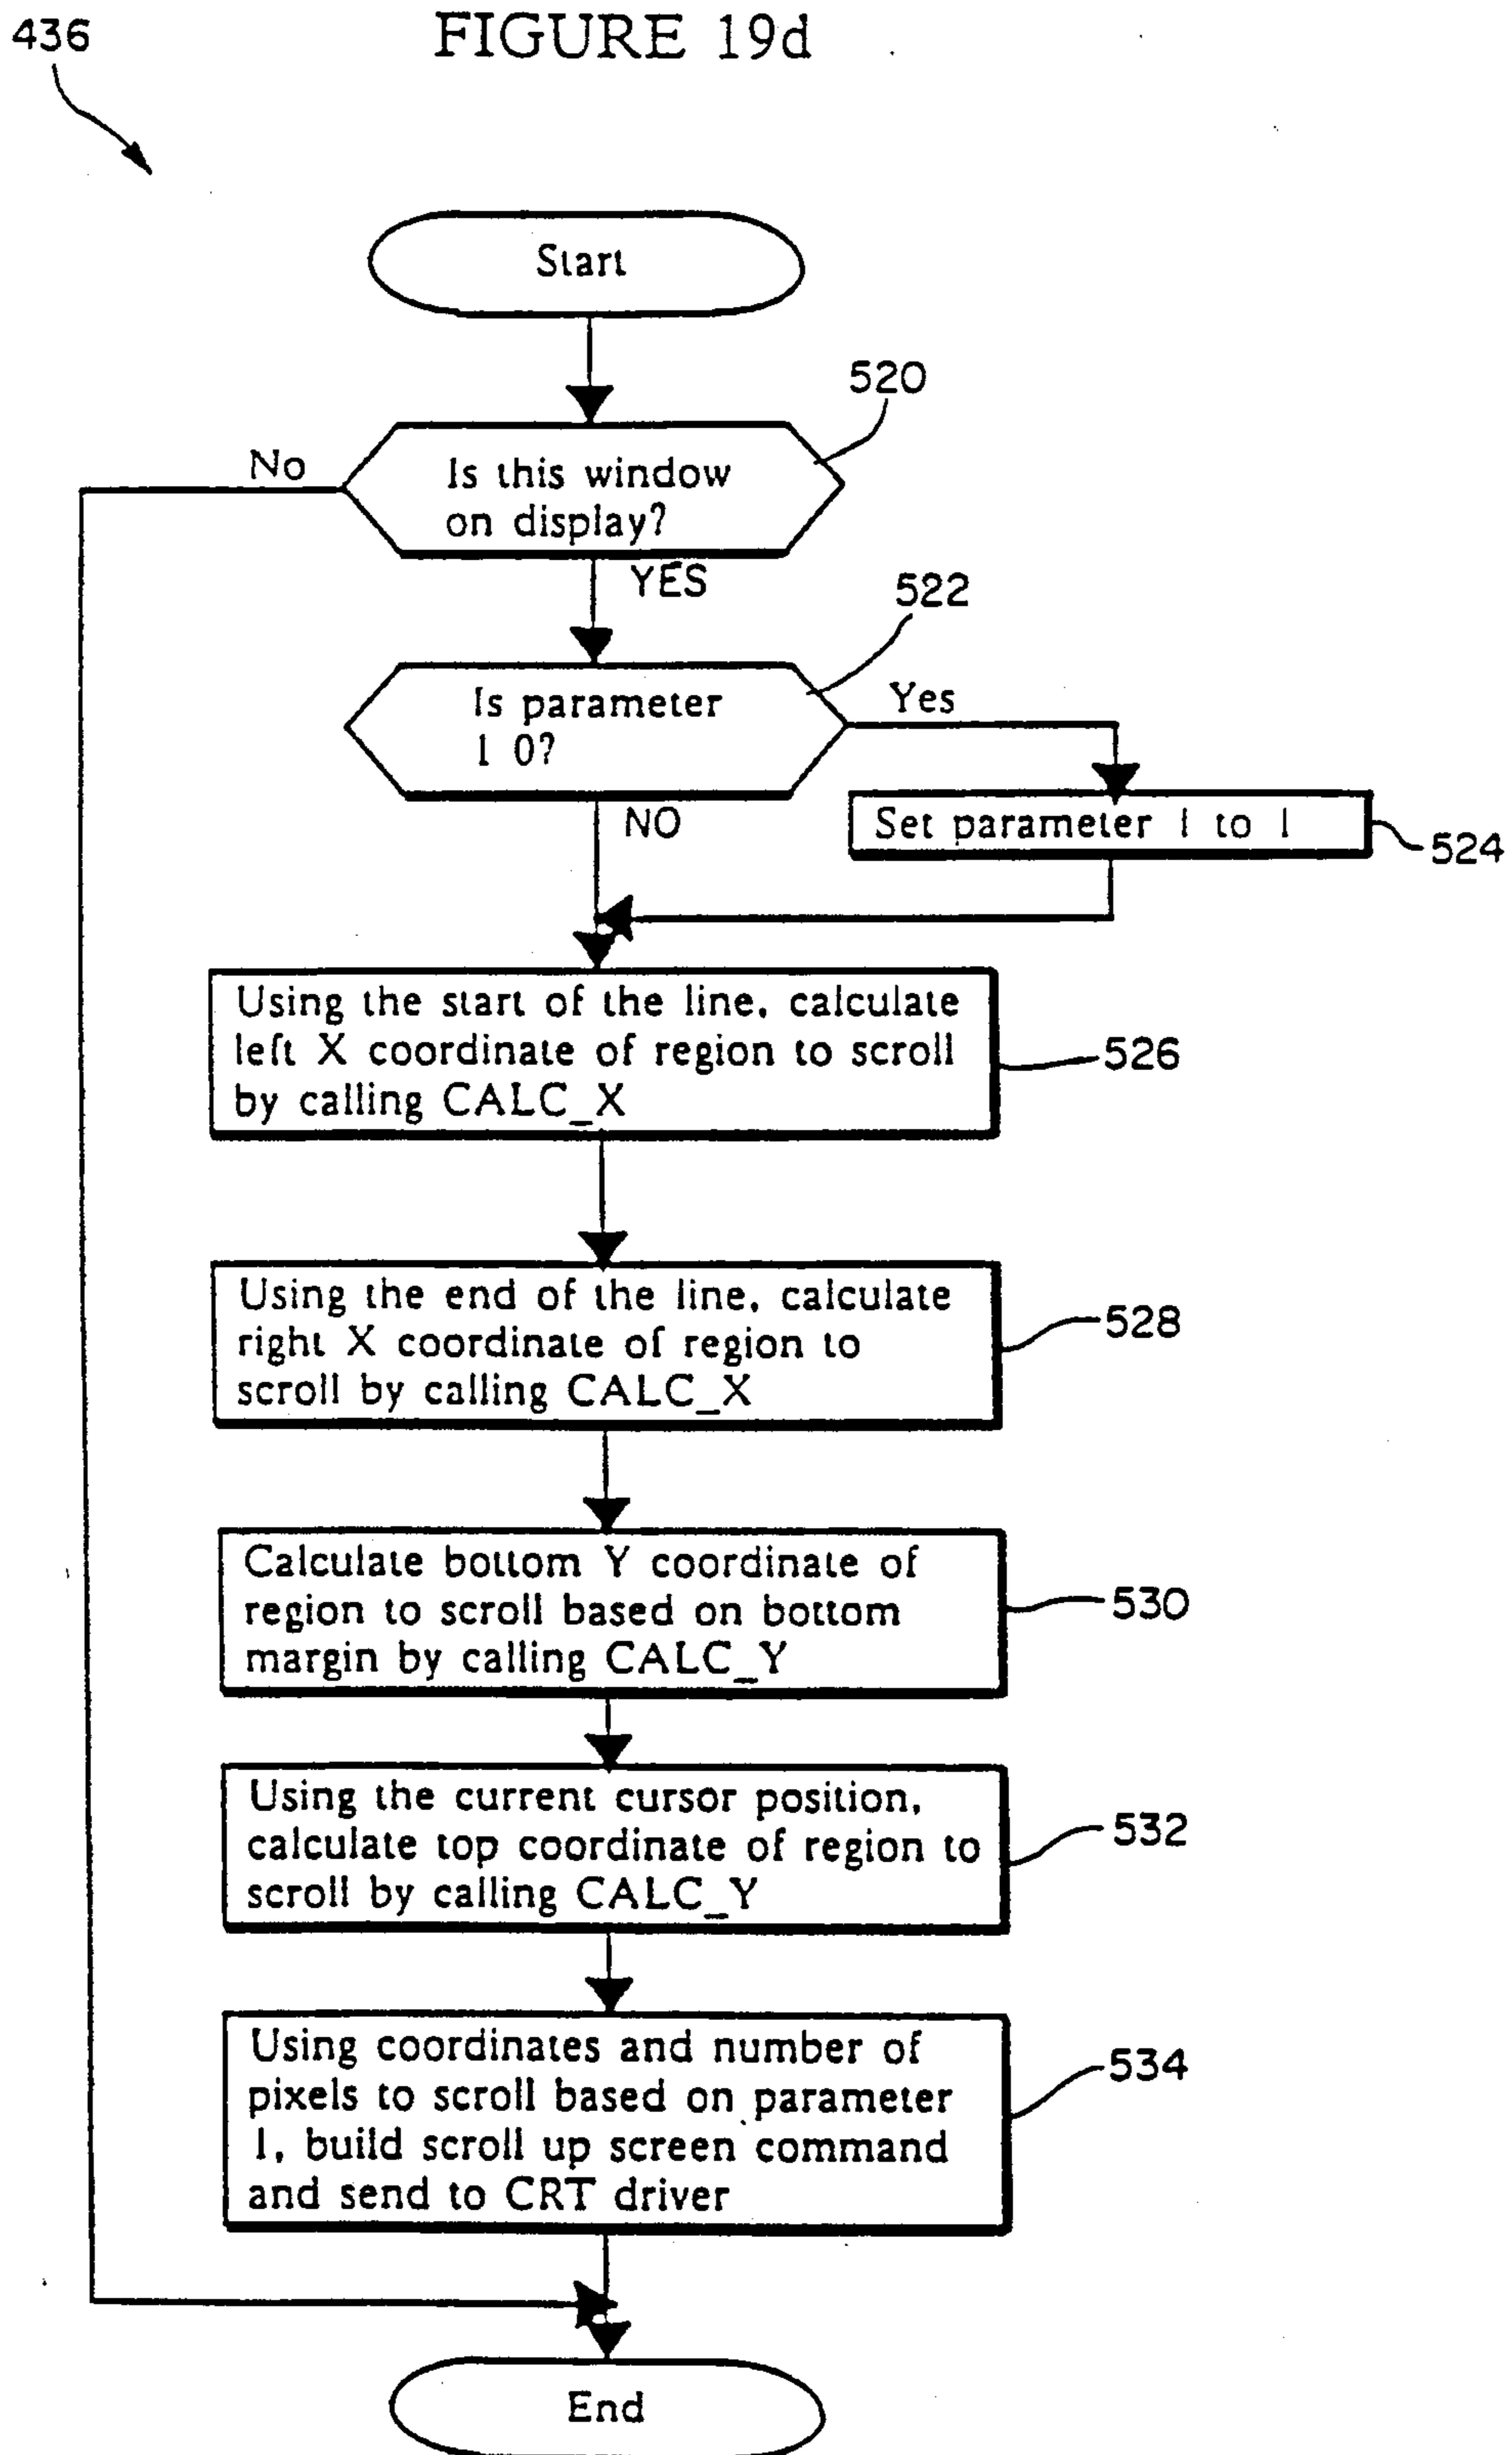 436
FIGURE 19d
Start
520
No
Is this window
on display?
YES
522
Is parameter
1 0?
Yes
NO
Set parameter 1 to 1
524
Using the start of the line, calculate
left X coordinate of region to scroll
by calling CALC_X
526
Using the end of the line, calculate
right X coordinate of region to
scroll by calling CALC_X
528
Calculate bottom Y coordinate of
region to scroll based on bottom
margin by calling CALC_Y
530
Using the current cursor position,
calculate top coordinate of region to
scroll by calling CALC_Y
532
Using coordinates and number of
pixels to scroll based on parameter
1, build scroll up screen command
and send to CRT driver
534
End